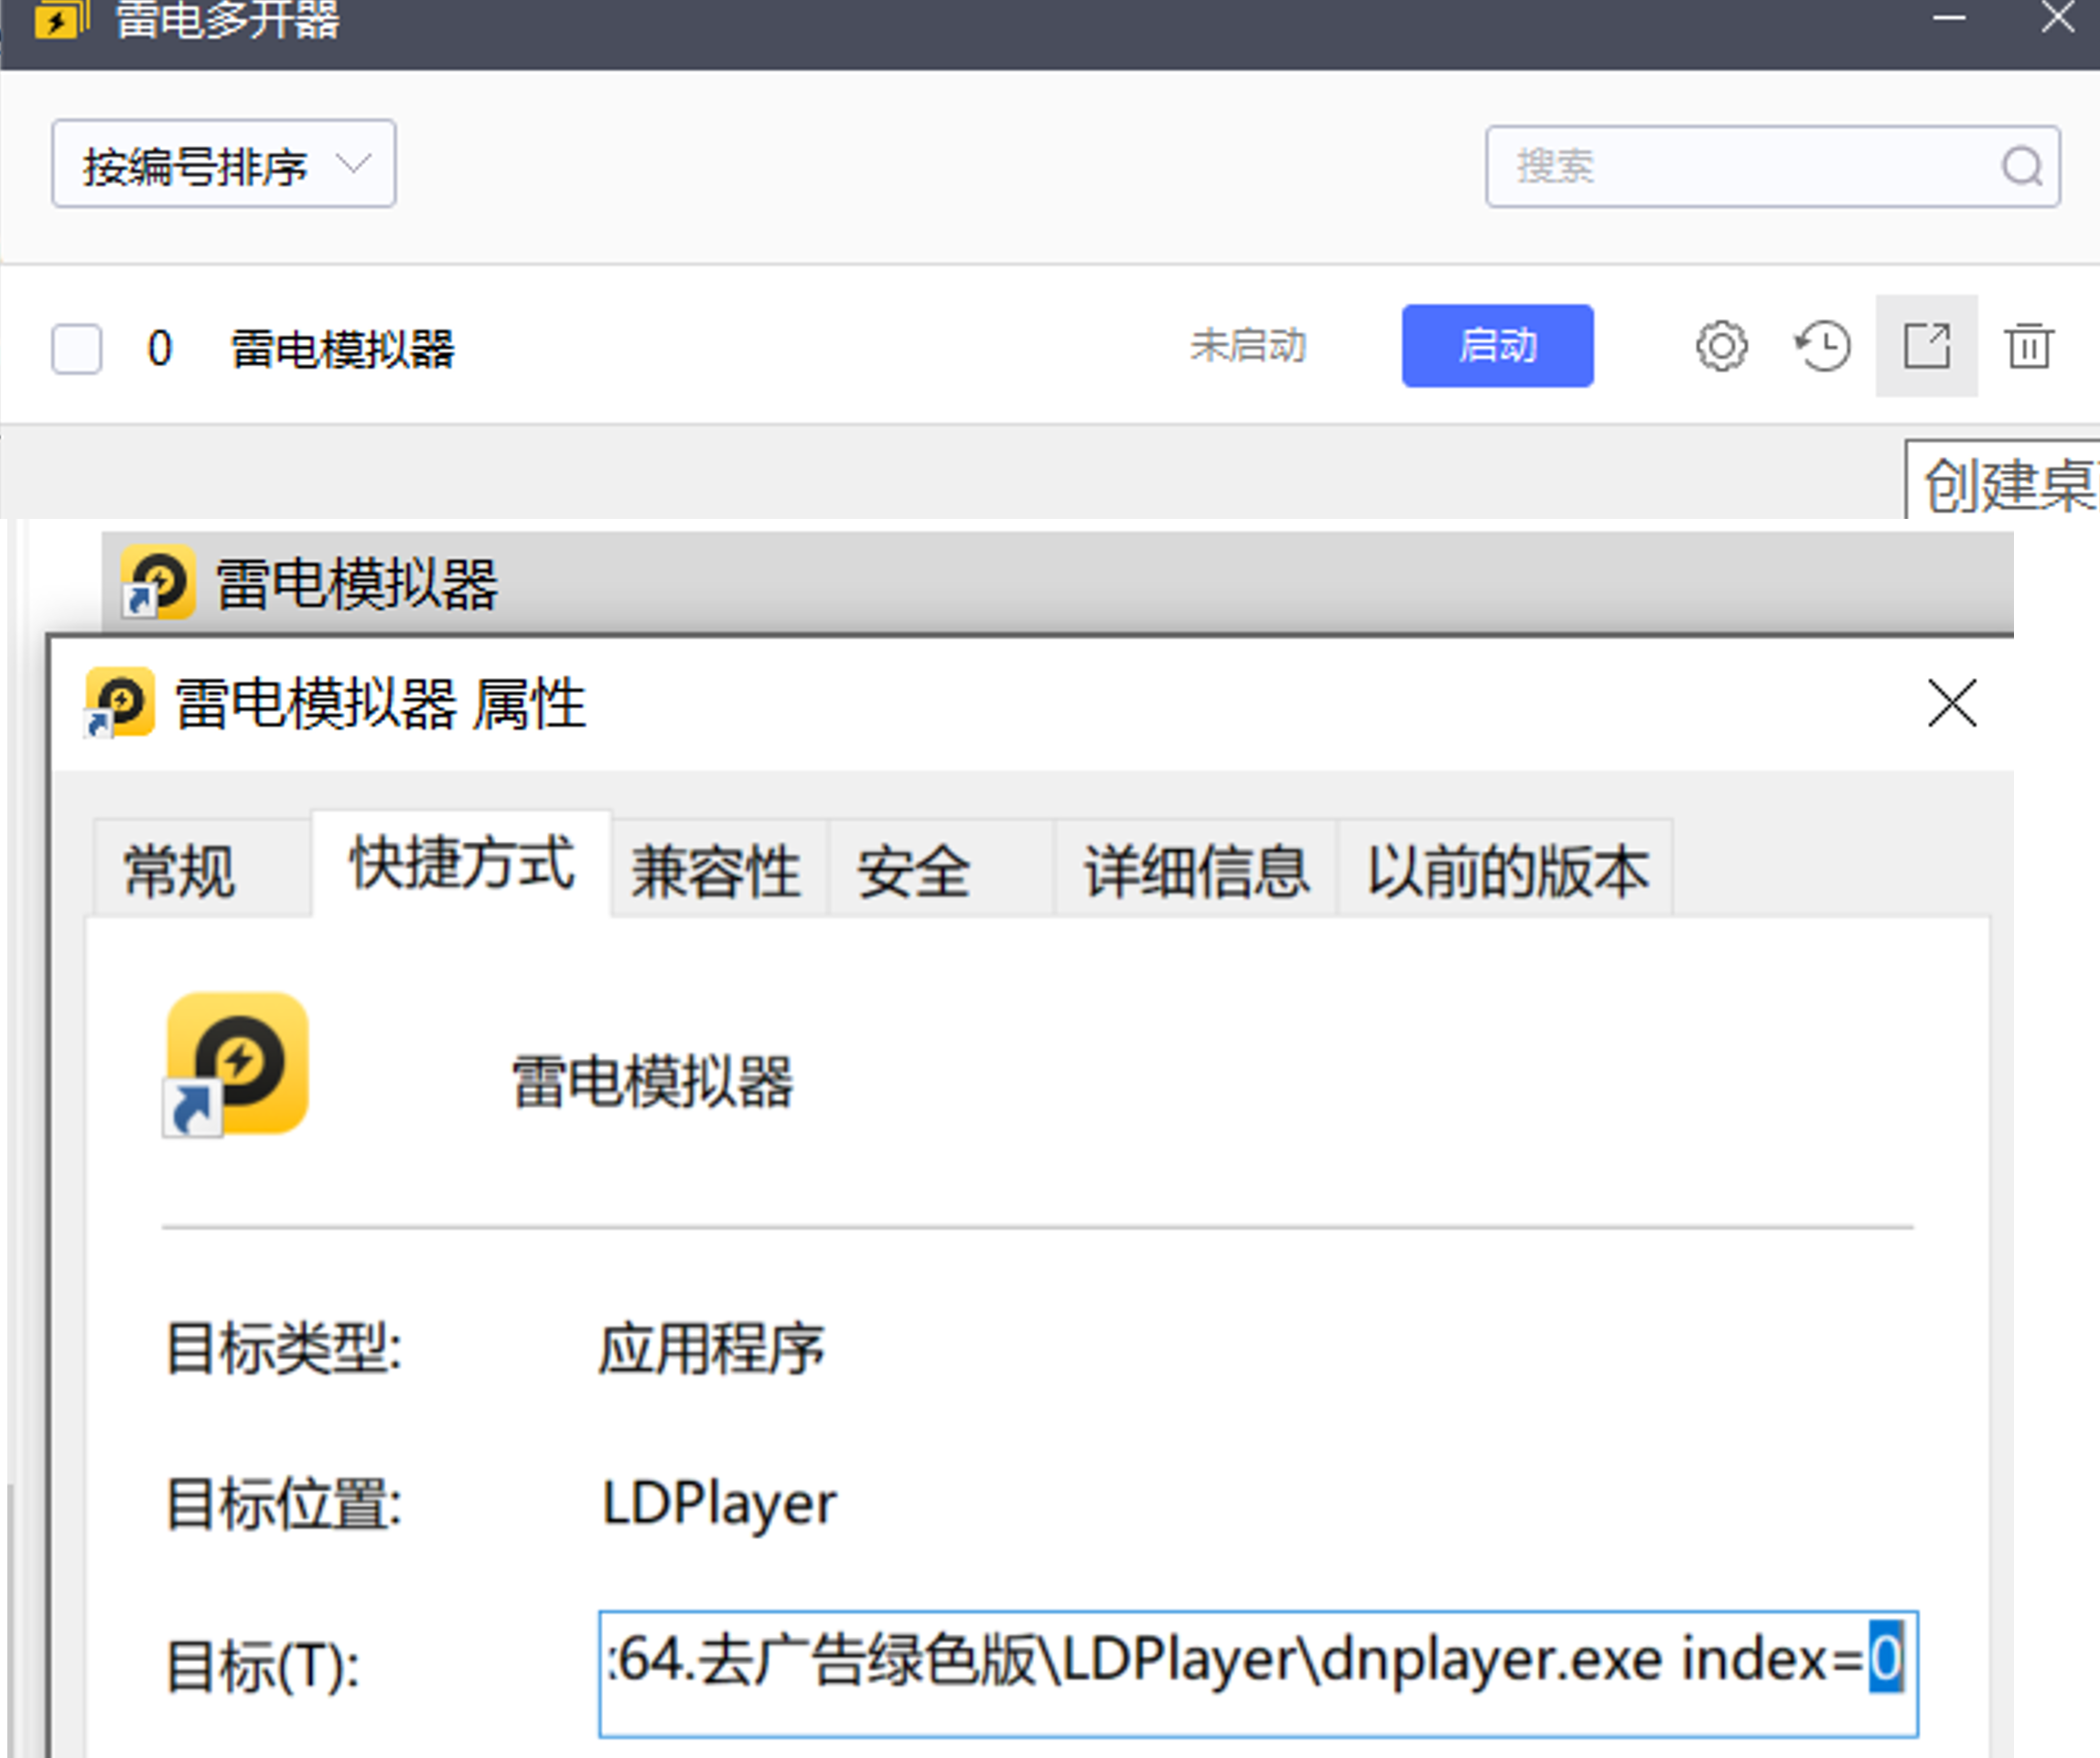 雷电多开器
按编号排序
搜索
0 雷电模拟器 未启动 启动
创建桌
雷电模拟器
雷电模拟器 属性
常规 快捷方式 兼容性 安全 详细信息 以前的版本
雷电模拟器
目标类型: 应用程序
目标位置: LDPlayer
目标(T): :64.去广告绿色版\LDPlayer\dnplayer.exe index=0